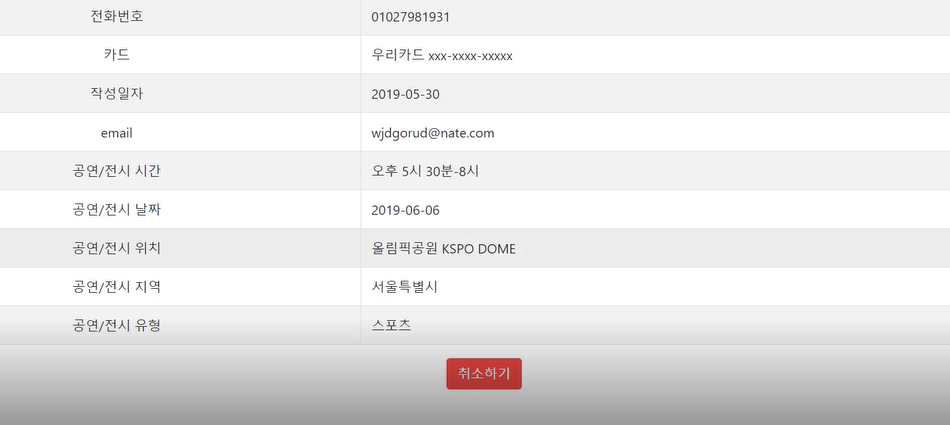 전화번호 01027981931
카드 우리카드 xxx-xxxx-xxxxx
작성일자 2019-05-30
email wjdgorud@nate.com
공연/전시 시간 오후 5시 30분-8시
공연/전시 날짜 2019-06-06
공연/전시 위치 올림픽공원 KSPO DOME
공연/전시 지역 서울특별시
공연/전시 유형 스포츠
취소하기